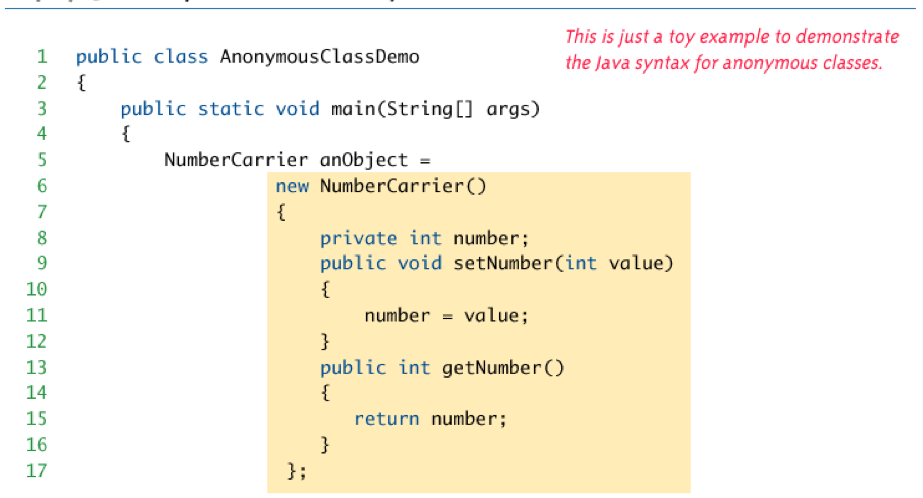 This is just a toy example to demonstrate
the Java syntax for anonymous classes.
1 public class AnonymousClassDemo
2 {
3 public static void main(String[] args)
4 {
5 NumberCarrier anObject =
6 new NumberCarrier()
7 {
8 private int number;
9 public void setNumber(int value)
10 {
11 number = value;
12 }
13 public int getNumber()
14 {
15 return number;
16 }
17 };